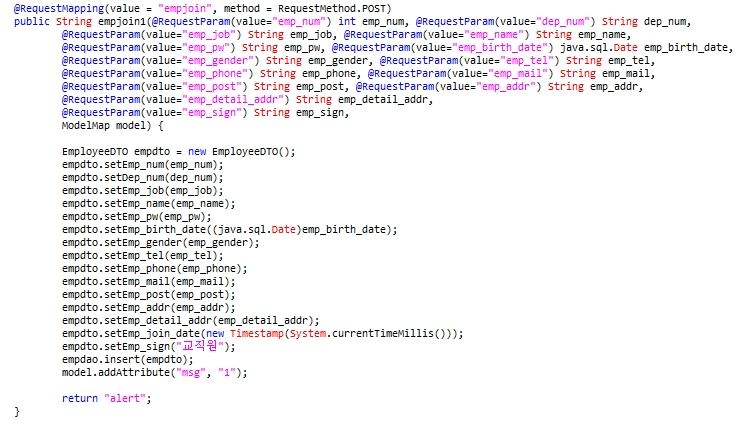 @RequestMapping(value = "empjoin", method = RequestMethod.POST)
public String empjoin1(@RequestParam(value="emp_num") int emp_num, @RequestParam(value="dep_num") String dep_num,
@RequestParam(value="emp_job") String emp_job, @RequestParam(value="emp_name") String emp_name,
@RequestParam(value="emp_pw") String emp_pw, @RequestParam(value="emp_birth_date") java.sql.Date emp_birth_date,
@RequestParam(value="emp_gender") String emp_gender, @RequestParam(value="emp_tel") String emp_tel,
@RequestParam(value="emp_phone") String emp_phone, @RequestParam(value="emp_mail") String emp_mail,
@RequestParam(value="emp_post") String emp_post, @RequestParam(value="emp_addr") String emp_addr,
@RequestParam(value="emp_detail_addr") String emp_detail_addr,
@RequestParam(value="emp_sign") String emp_sign,
ModelMap model) {
EmployeeDTO empdto = new EmployeeDTO();
empdto.setEmp_num(emp_num);
empdto.setDep_num(dep_num);
empdto.setEmp_job(emp_job);
empdto.setEmp_name(emp_name);
empdto.setEmp_pw(emp_pw);
empdto.setEmp_birth_date((java.sql.Date)emp_birth_date);
empdto.setEmp_gender(emp_gender);
empdto.setEmp_tel(emp_tel);
empdto.setEmp_phone(emp_phone);
empdto.setEmp_mail(emp_mail);
empdto.setEmp_post(emp_post);
empdto.setEmp_addr(emp_addr);
empdto.setEmp_detail_addr(emp_detail_addr);
empdto.setEmp_join_date(new Timestamp(System.currentTimeMillis()));
empdto.setEmp_sign("교직원");
empdao.insert(empdto);
model.addAttribute("msg", "1");
return "alert";
}